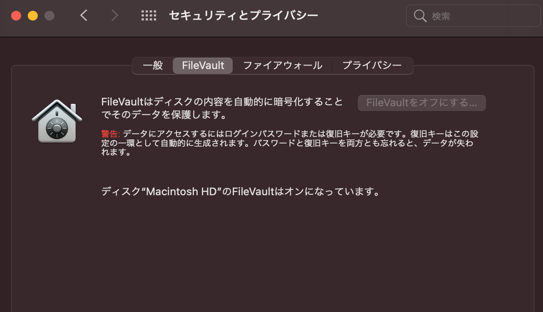 セキュリティとプライバシー
検索
一般
FileVault
ファイアウォール
プライバシー
FileVaultはディスクの内容を自動的に暗号化すること
でそのデータを保護します。
FileVaultをオフにする...
警告: データにアクセスするにはログインパスワードまたは復旧キーが必要です。復旧キーはこの設
定の一環として自動的に生成されます。パスワードと復旧キーを両方とも忘れると、データが失わ
れます。
ディスク“Macintosh HD”のFileVaultはオンになっています。